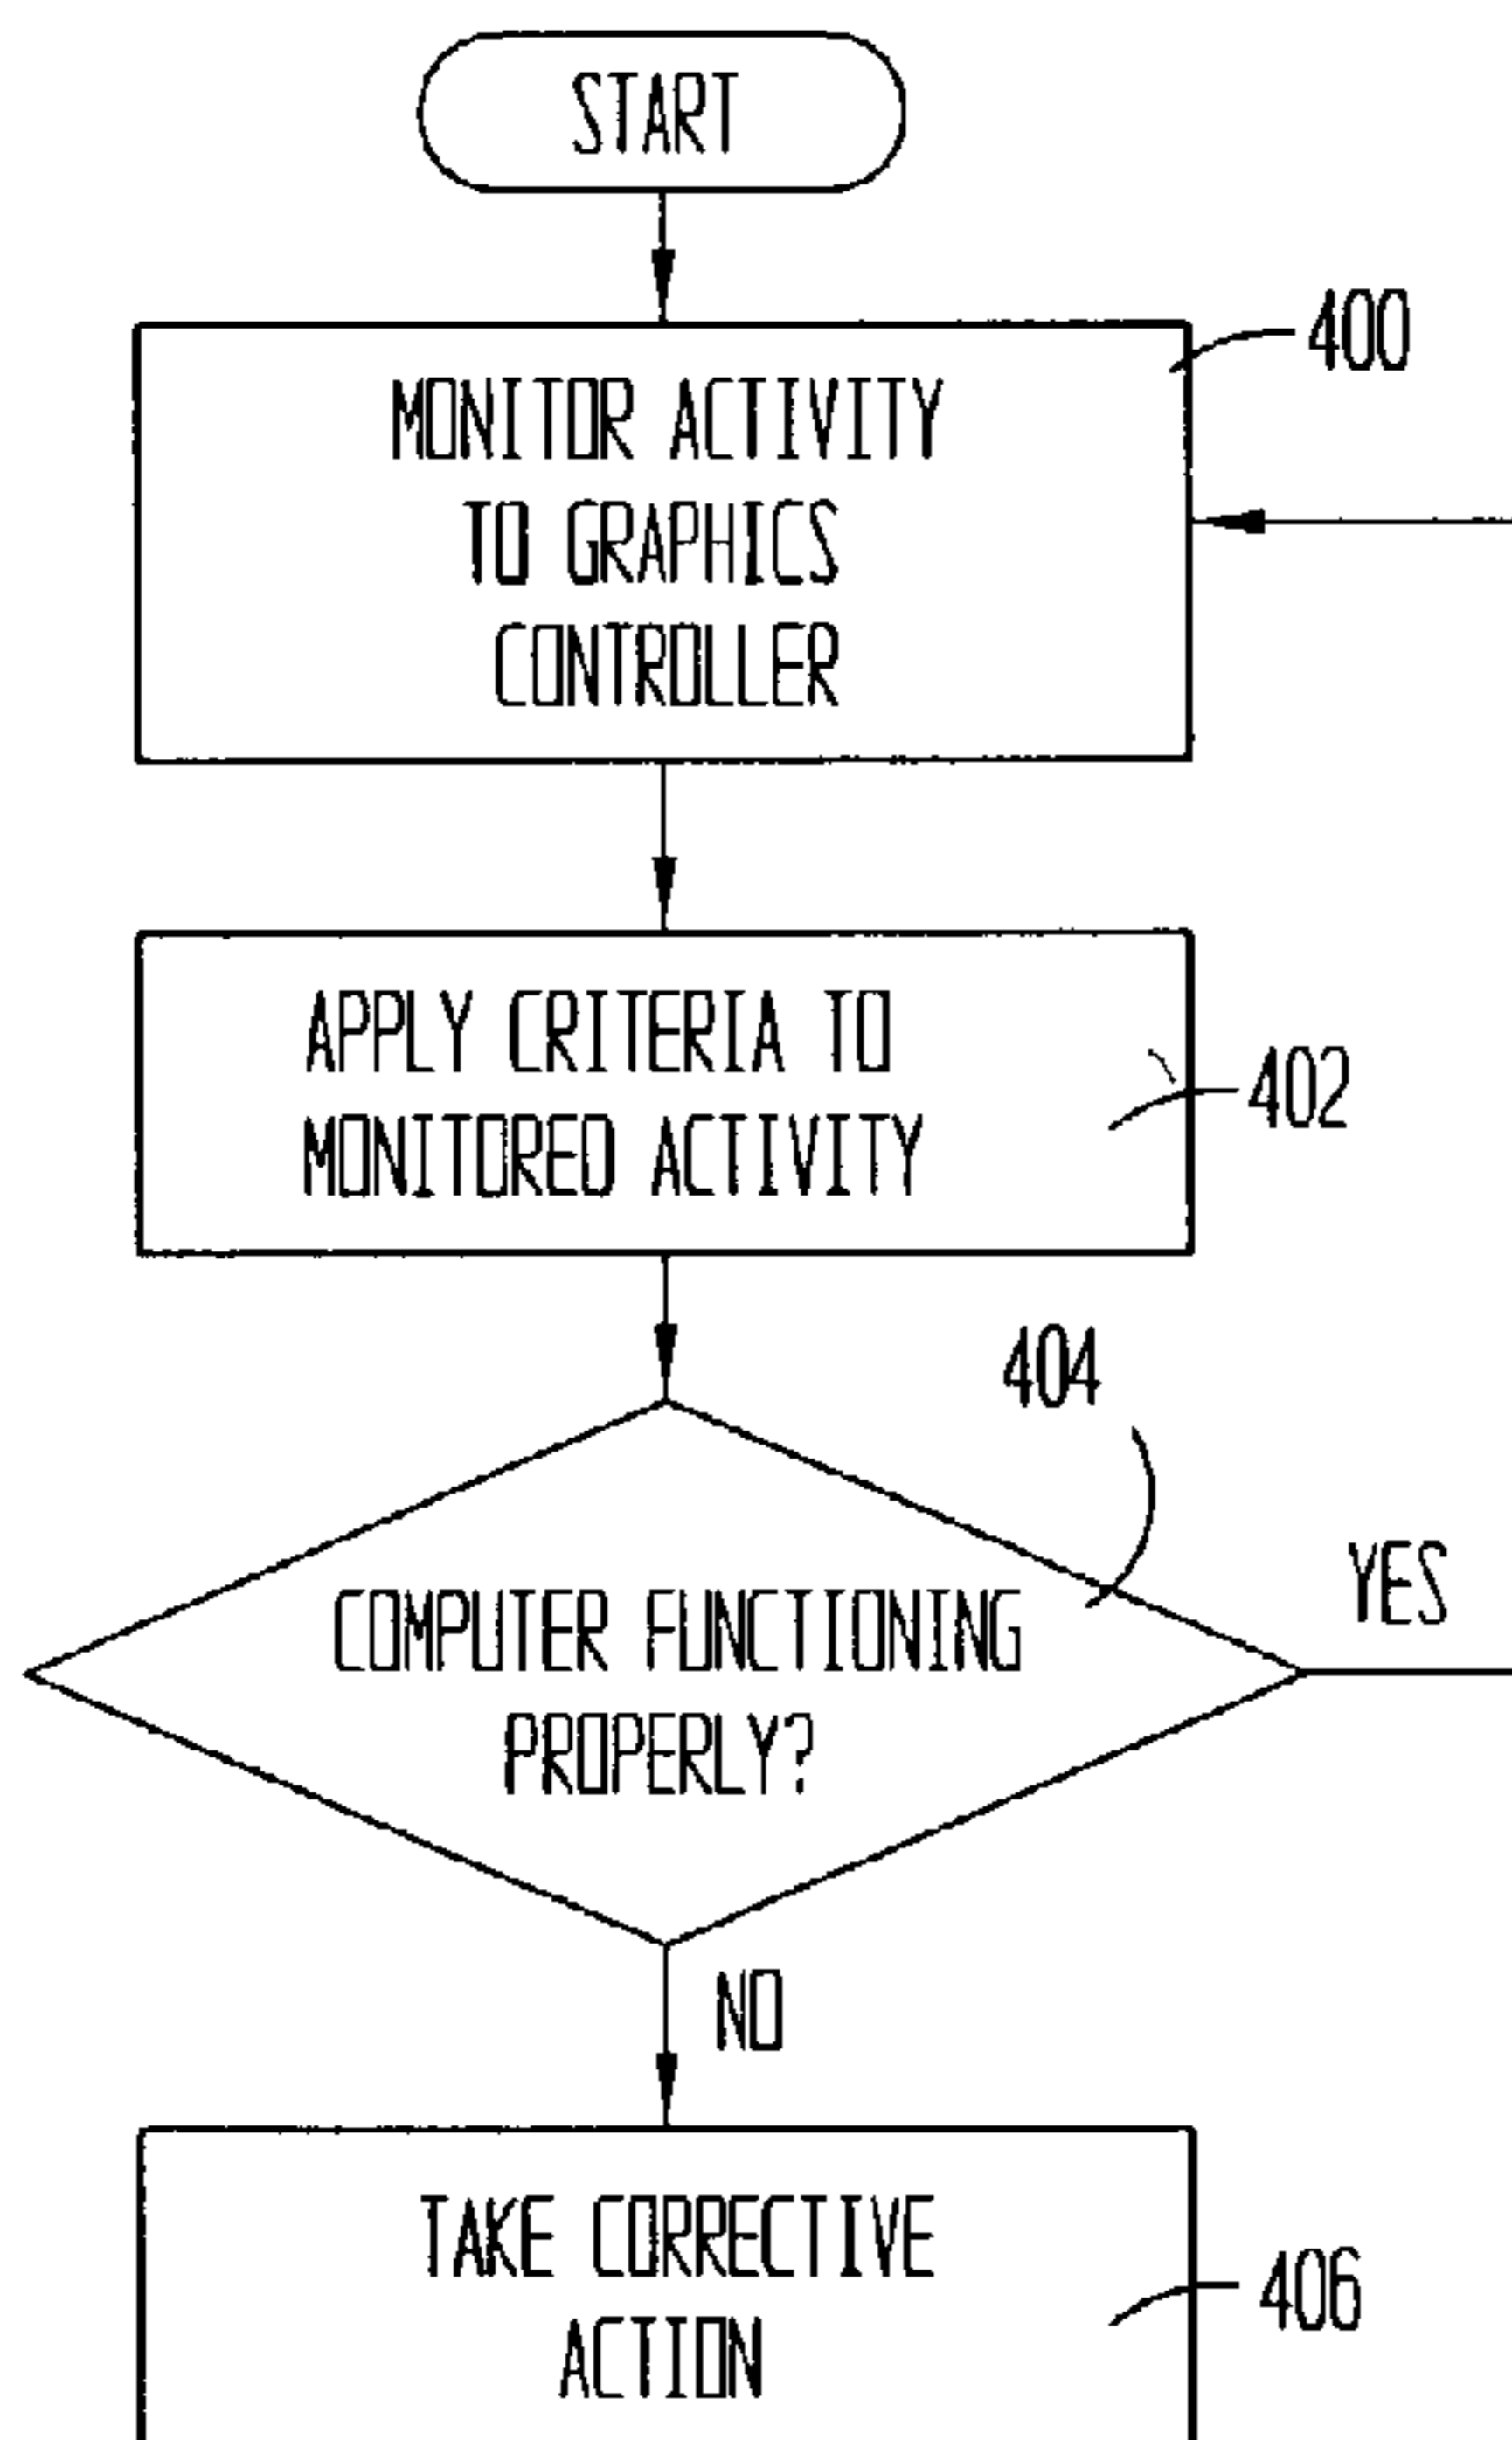 START
400
MONITOR ACTIVITY
TO GRAPHICS
CONTROLLER
APPLY CRITERIA TO
MONITORED ACTIVITY
402
404
COMPUTER FUNCTIONING
PROPERLY?
YES
NO
TAKE CORRECTIVE
ACTION
406